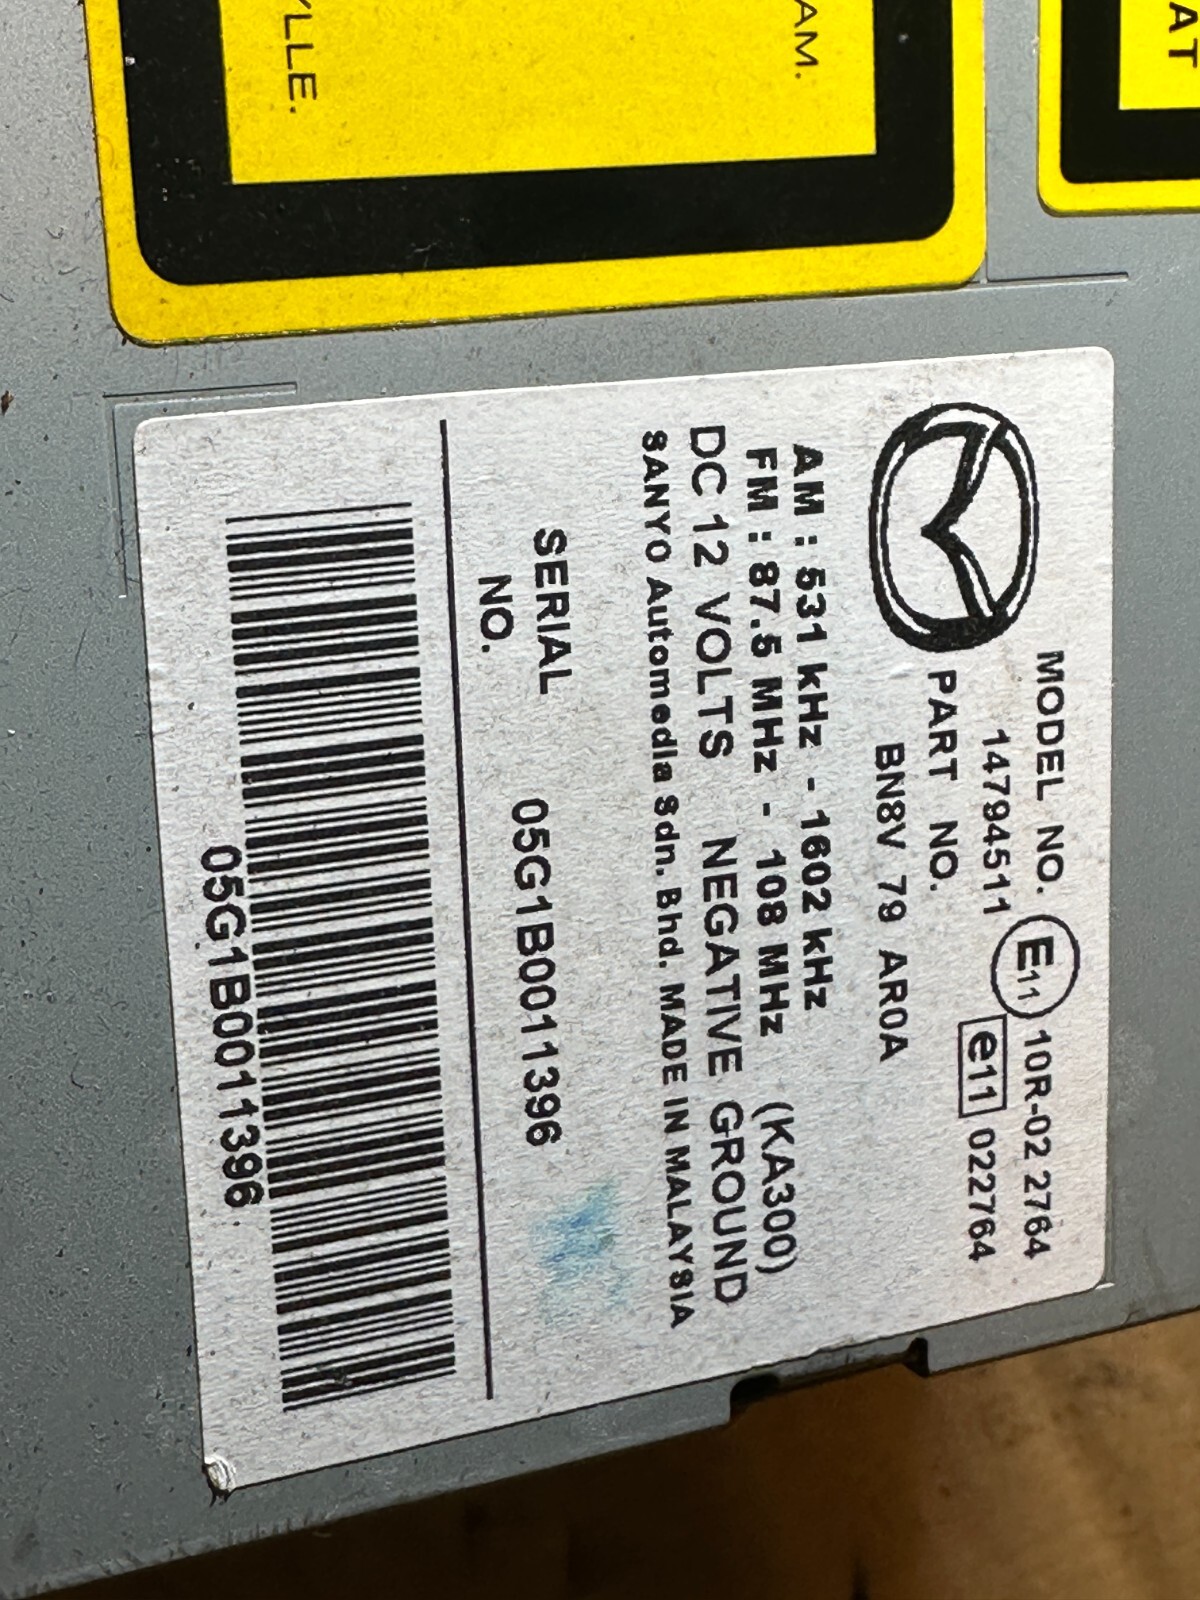 YLLE.
AM.
AT
MODEL NO.
14794511
E11 10R-02 2764
e11 022764
PART NO.
BN8V 79 AR0A
AM : 531 kHz - 1602 kHz
FM : 87.5 MHz - 108 MHz (KA300)
DC 12 VOLTS NEGATIVE GROUND
SANYO Automedia Sdn. Bhd. MADE IN MALAYSIA
SERIAL
NO.
05G1B0011396
05G1B0011396